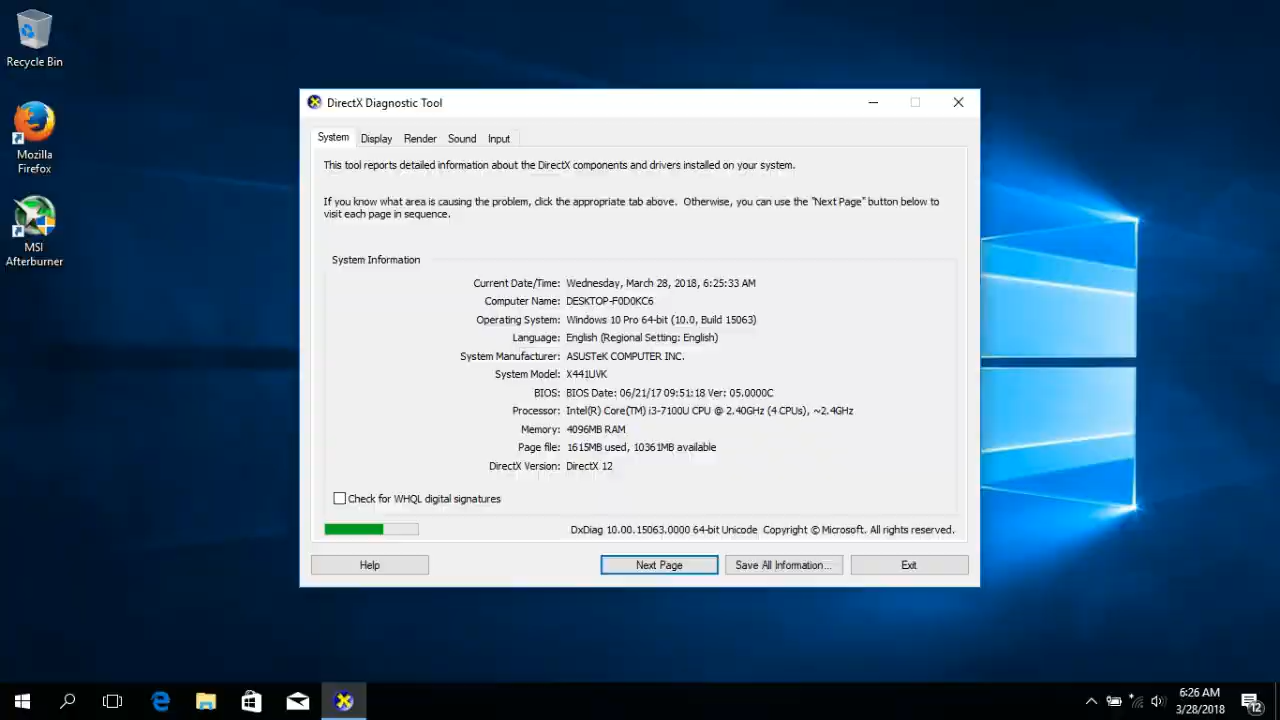 Recycle Bin
Mozilla
Firefox
MSI
Afterburner
DirectX Diagnostic Tool
System Display Render Sound Input
This tool reports detailed information about the DirectX components and drivers installed on your system.
If you know what area is causing the problem, click the appropriate tab above. Otherwise, you can use the "Next Page" button below to
visit each page in sequence.
System Information
Current Date/Time: Wednesday, March 28, 2018, 6:25:33 AM
Computer Name: DESKTOP-F0D0KC6
Operating System: Windows 10 Pro 64-bit (10.0, Build 15063)
Language: English (Regional Setting: English)
System Manufacturer: ASUSTeK COMPUTER INC.
System Model: X441UVK
BIOS: BIOS Date: 06/21/17 09:51:18 Ver: 05.0000C
Processor: Intel(R) Core(TM) i3-7100U CPU @ 2.40GHz (4 CPUs), ~2.4GHz
Memory: 4096MB RAM
Page file: 1615MB used, 10361MB available
DirectX Version: DirectX 12
Check for WHQL digital signatures
DxDiag 10.00.15063.0000 64-bit Unicode Copyright © Microsoft. All rights reserved.
Help Next Page Save All Information... Exit
6:26 AM
3/28/2018
12